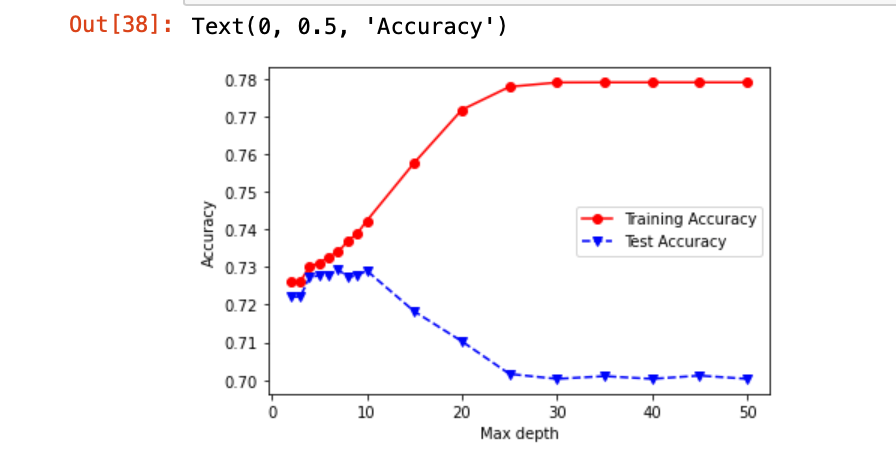 Out[38]: Text(0, 0.5, 'Accuracy')
0.78
0.77
0.76
0.75
0.74
0.73
0.72
0.71
0.70
Accuracy
Training Accuracy
Test Accuracy
0 10 20 30 40 50
Max depth